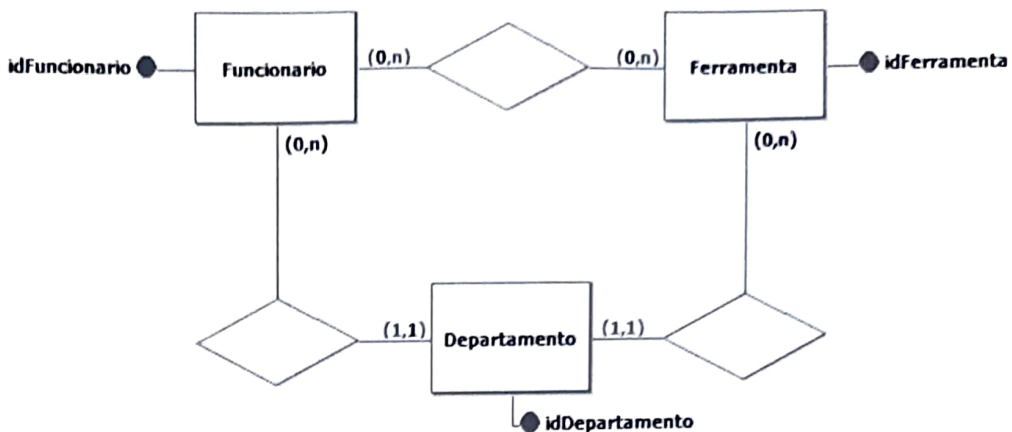 idFuncionario
Funcionario
(0,n)
(0,n)
Ferramenta
idFerramenta
(0,n)
(0,n)
(1,1)
Departamento
(1,1)
idDepartamento